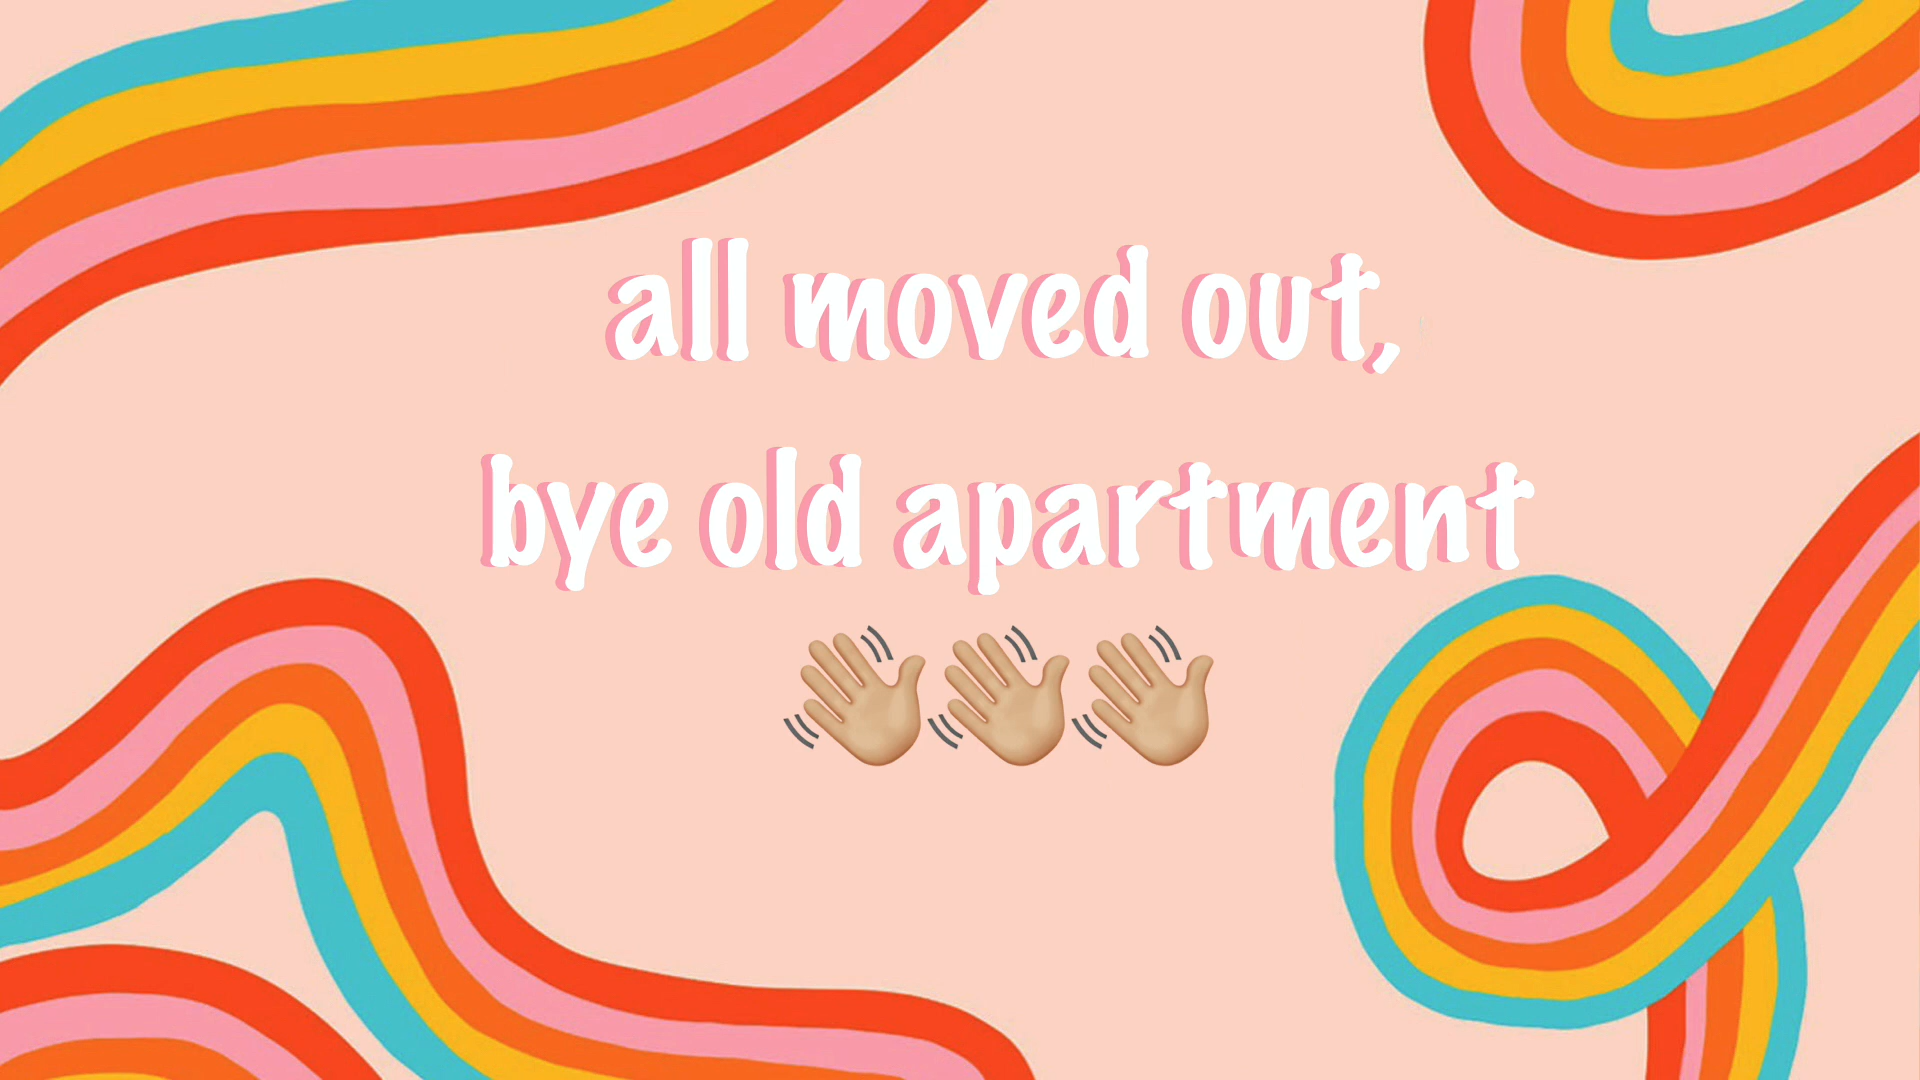 all moved out,
bye old apartment
👋🏼👋🏼👋🏼